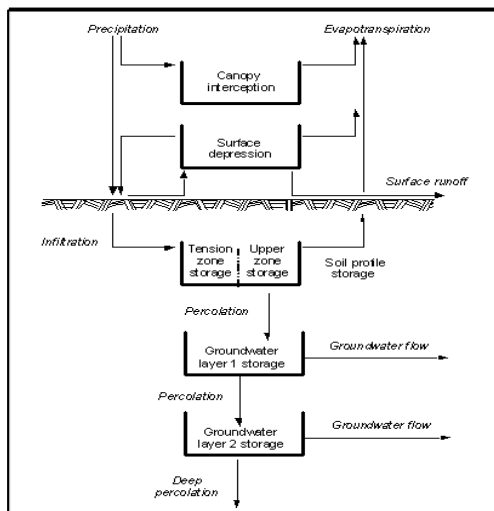 Precipitation
Evapotranspiration
Canopy
interception
Surface
depression
Surface runoff
Infiltration
Tension
zone
storage
Upper
zone
storage
Soil profile
storage
Percolation
Groundwater
layer 1 storage
Groundwater flow
Percolation
Groundwater
layer 2 storage
Groundwater flow
Deep
percolation